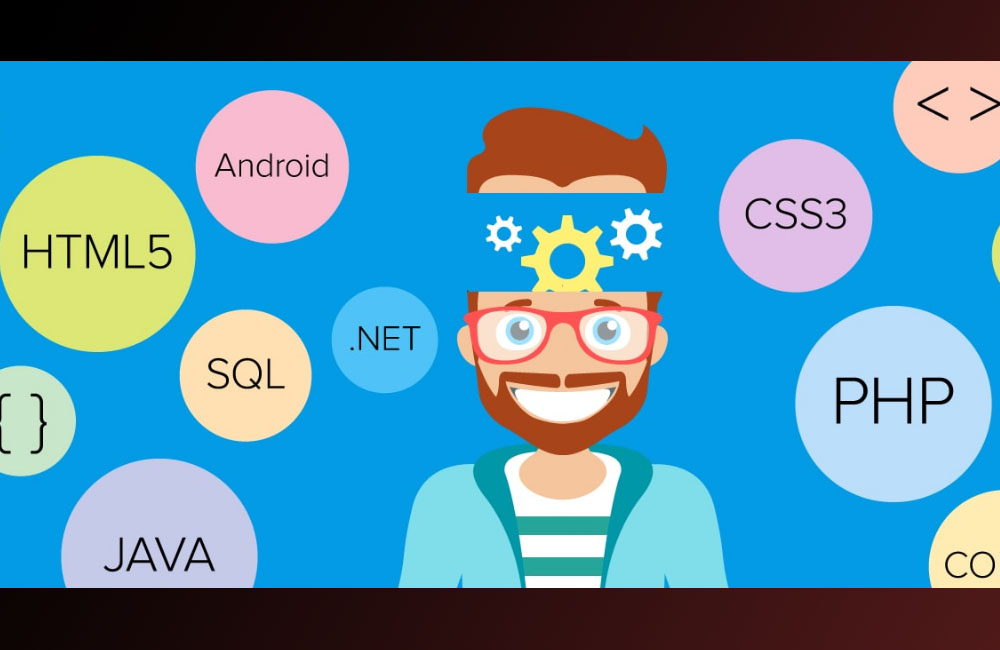 < >
Android
CSS3
HTML5
.NET
SQL
PHP
{ }
JAVA